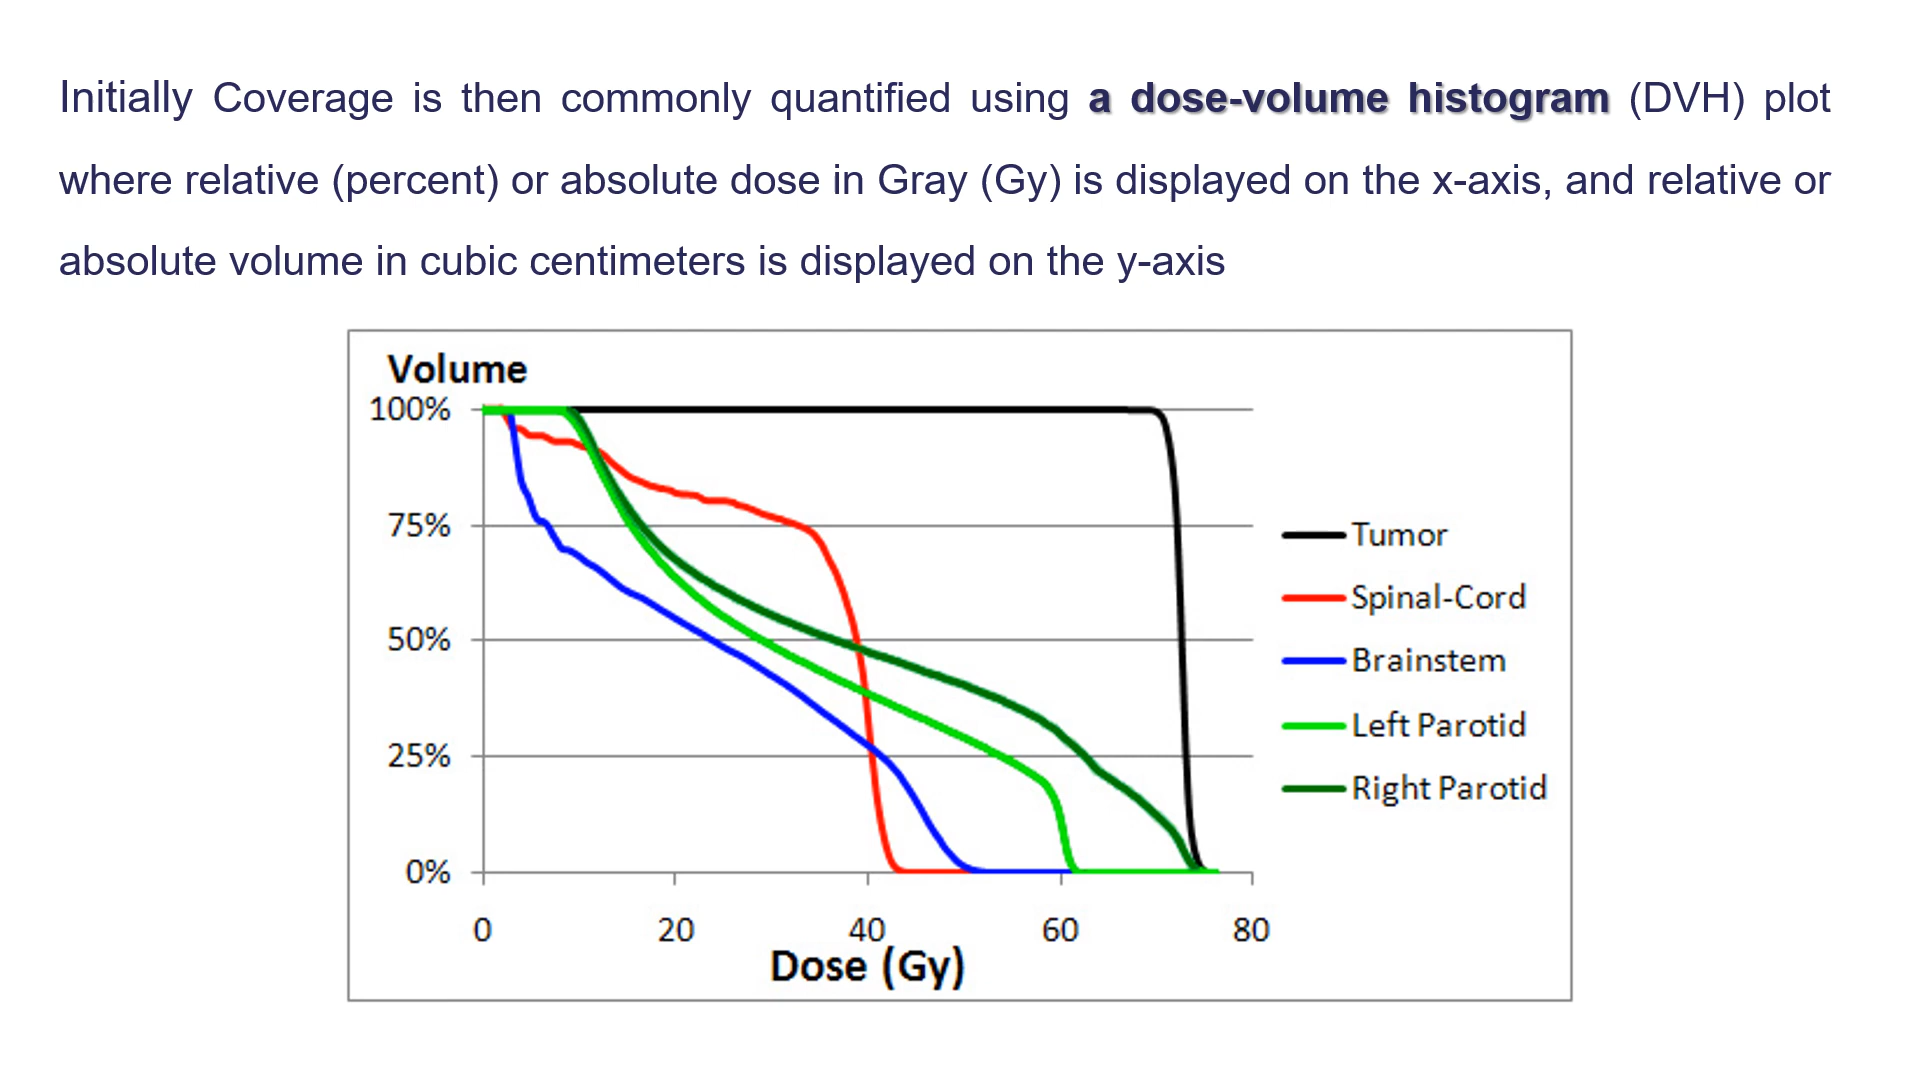 Initially Coverage is then commonly quantified using a dose-volume histogram (DVH) plot
where relative (percent) or absolute dose in Gray (Gy) is displayed on the x-axis, and relative or
absolute volume in cubic centimeters is displayed on the y-axis
Volume
100%
75%
50%
25%
0%
0 20 40 60 80
Dose (Gy)
Tumor
Spinal-Cord
Brainstem
Left Parotid
Right Parotid